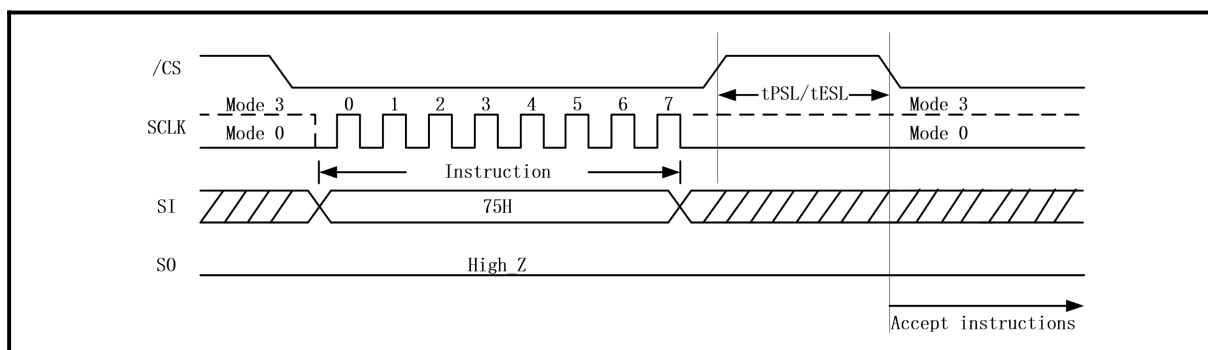 /CS
tPSL/tESL
Mode 3 0 1 2 3 4 5 6 7 Mode 3
SCLK
Mode 0 Mode 0
Instruction
SI 75H
SO High_Z
Accept instructions